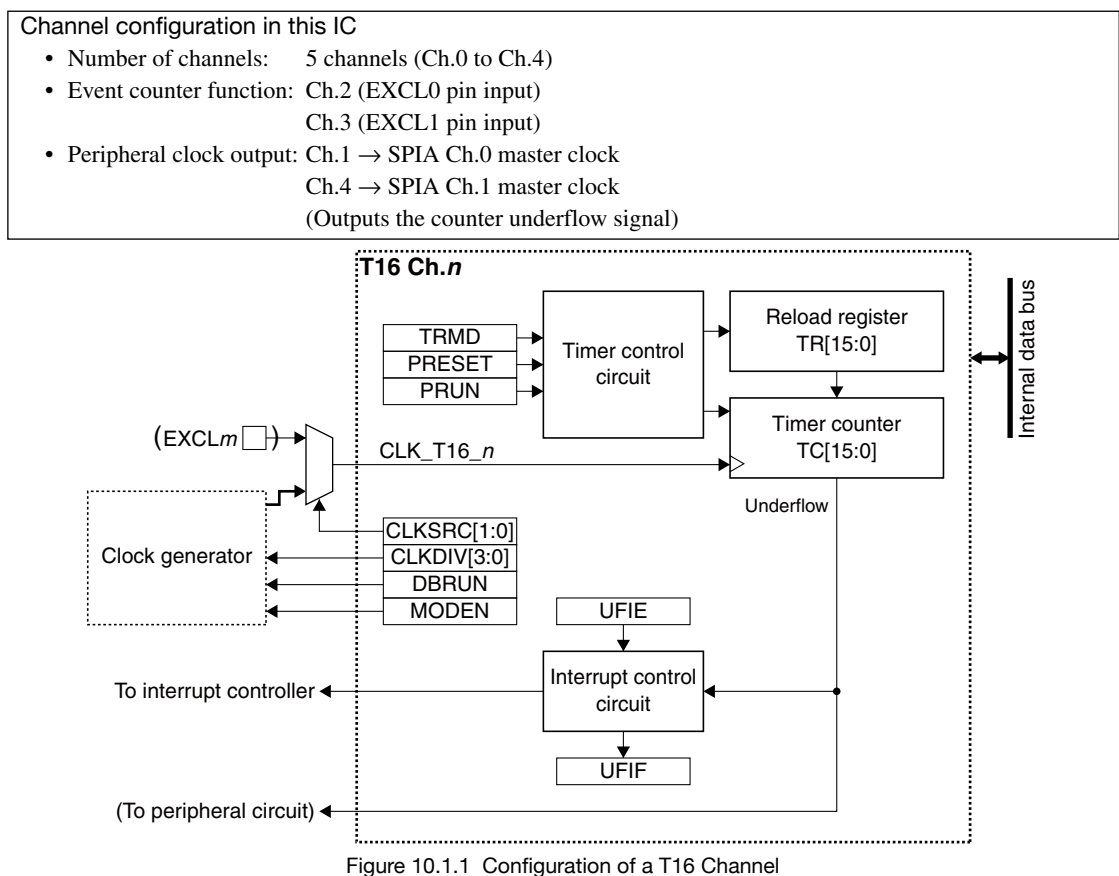 Channel configuration in this IC
• Number of channels: 5 channels (Ch.0 to Ch.4)
• Event counter function: Ch.2 (EXCL0 pin input)
Ch.3 (EXCL1 pin input)
• Peripheral clock output: Ch.1 → SPIA Ch.0 master clock
Ch.4 → SPIA Ch.1 master clock
(Outputs the counter underflow signal)
T16 Ch.n
TRMD
PRESET
PRUN
Timer control
circuit
Reload register
TR[15:0]
Timer counter
TC[15:0]
Internal data bus
(EXCLm )
CLK_T16_n
Underflow
Clock generator
CLKSRC[1:0]
CLKDIV[3:0]
DBRUN
MODEN
UFIE
Interrupt control
circuit
To interrupt controller
UFIF
(To peripheral circuit)
Figure 10.1.1 Configuration of a T16 Channel